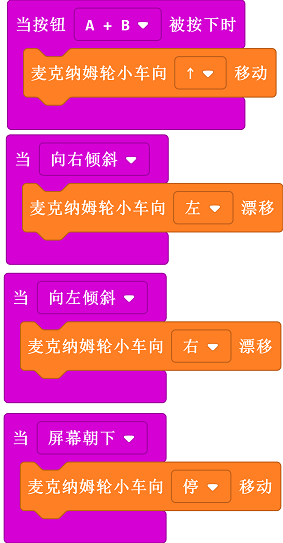 当按钮 A + B 被按下时
麦克纳姆轮小车向 ↑ 移动
当 向右倾斜
麦克纳姆轮小车向 左 漂移
当 向左倾斜
麦克纳姆轮小车向 右 漂移
当 屏幕朝下
麦克纳姆轮小车向 停 移动